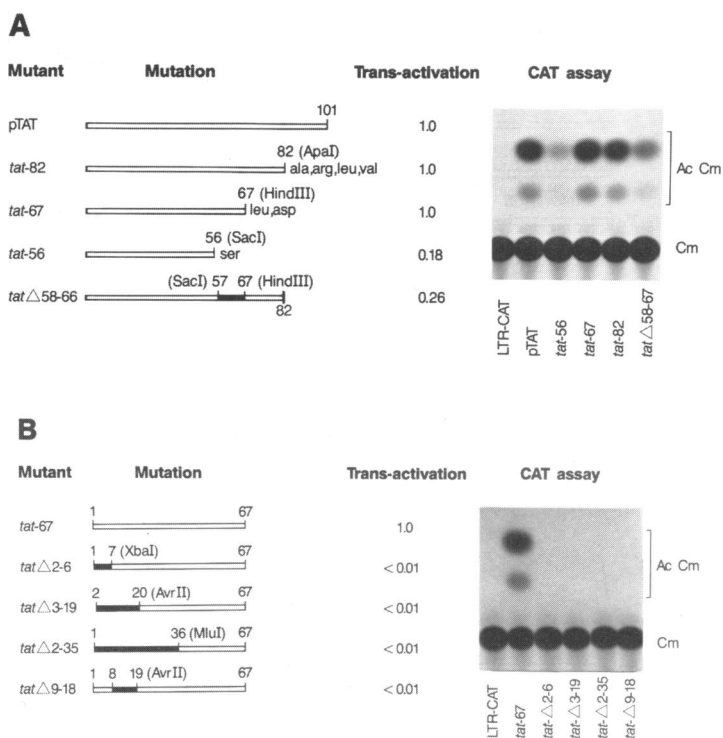 A
Mutant Mutation Trans-activation CAT assay
pTAT 101 1.0
tat-82 82 (ApaI) ala,arg,leu,val 1.0
tat-67 67 (HindIII) leu,asp 1.0
tat-56 56 (SacI) ser 0.18
tat△58-66 (SacI) 57 67 (HindIII) 82 0.26
Ac Cm
Cm
LTR-CAT
pTAT
tat-56
tat-67
tat-82
tat△58-67
B
Mutant Mutation Trans-activation CAT assay
tat-67 1 67 1.0
tat△2-6 1 7 (XbaI) 67 <0.01
tat△3-19 2 20 (AvrII) 67 <0.01
tat△2-35 1 36 (MluI) 67 <0.01
tat△9-18 1 8 19 (AvrII) 67 <0.01
Ac Cm
Cm
LTR-CAT
tat-67
tat-△2-6
tat-△3-19
tat-△2-35
tat-△9-18